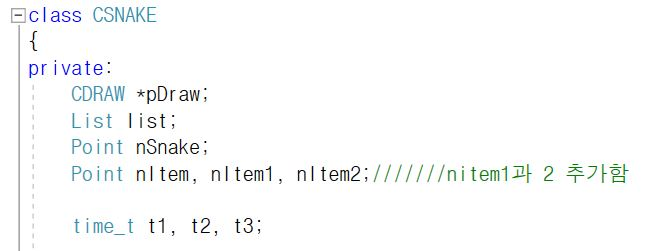 class CSNAKE
{
private:
CDRAW *pDraw;
List list;
Point nSnake;
Point nItem, nItem1, nItem2;///////nitem1과 2 추가함
time_t t1, t2, t3;